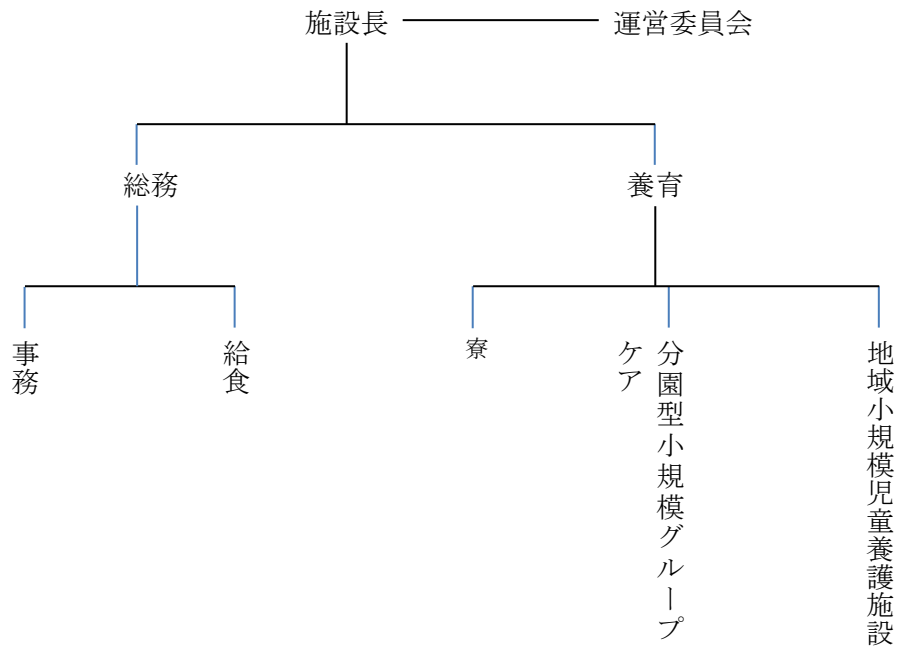 施設長
運営委員会
総務
養育
事務
給食
寮
分園型小規模グループ
ケア
地域小規模児童養護施設